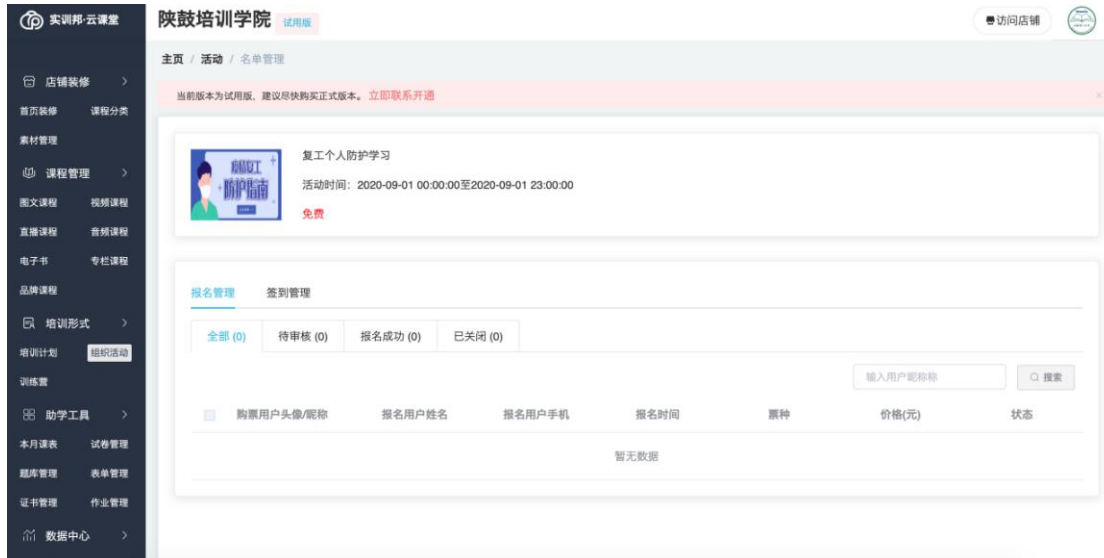 实训邦·云课堂
陕鼓培训学院 试用版
访问店铺
主页 / 活动 / 名单管理
店铺装修
首页装修 课程分类
素材管理
课程管理
图文课程 视频课程
直播课程 音频课程
电子书 专栏课程
品牌课程
培训形式
培训计划 组织活动
训练营
助学工具
本月课表 试卷管理
题库管理 表单管理
证书管理 作业管理
数据中心
当前版本为试用版，建议尽快购买正式版本。立即联系开通
防护指南
复工个人防护学习
活动时间：2020-09-01 00:00:00至2020-09-01 23:00:00
免费
报名管理 签到管理
全部 (0) 待审核 (0) 报名成功 (0) 已关闭 (0)
输入用户昵称称 搜索
购票用户头像/昵称 报名用户姓名 报名用户手机 报名时间 票种 价格(元) 状态
暂无数据